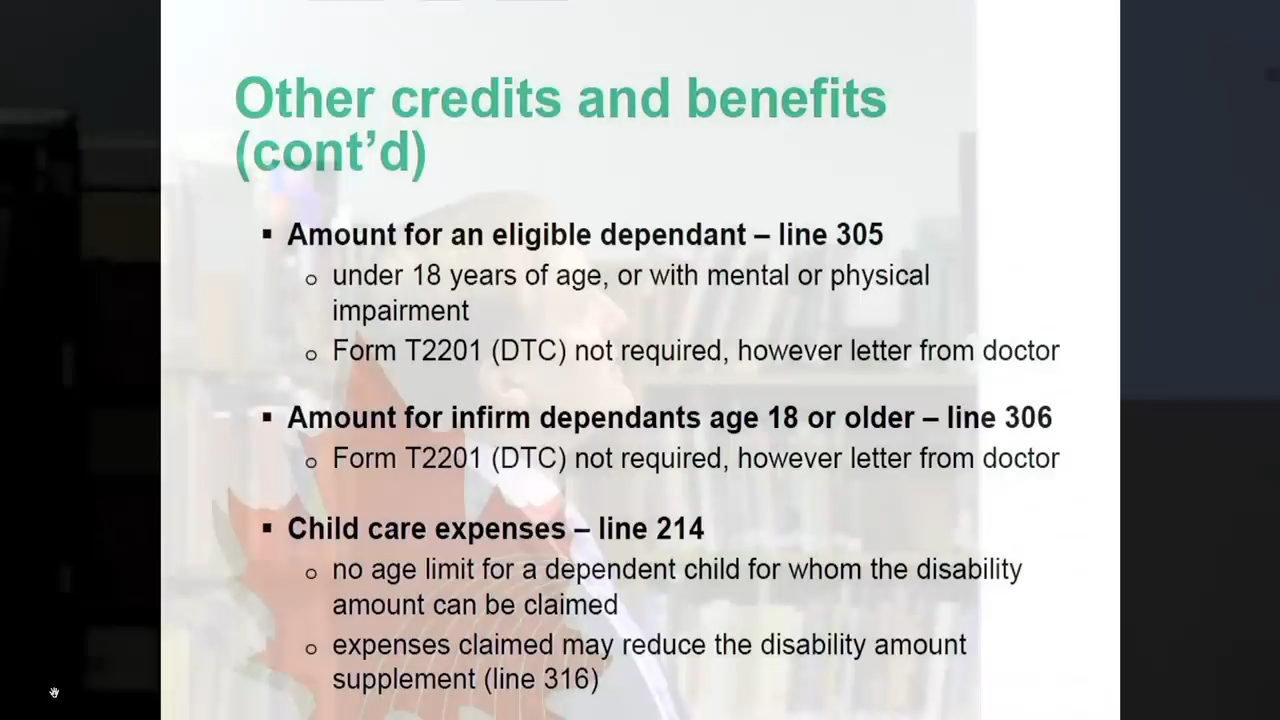 Other credits and benefits
(cont’d)
▪ Amount for an eligible dependant – line 305
o under 18 years of age, or with mental or physical
impairment
o Form T2201 (DTC) not required, however letter from doctor
▪ Amount for infirm dependants age 18 or older – line 306
o Form T2201 (DTC) not required, however letter from doctor
▪ Child care expenses – line 214
o no age limit for a dependent child for whom the disability
amount can be claimed
o expenses claimed may reduce the disability amount
supplement (line 316)